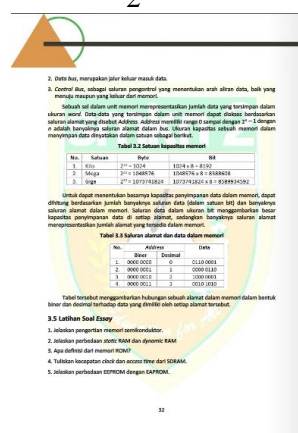 2. Data bus, merupakan jalur keluar masuk data.
3. Control Bus, sebagai saluran pengontrol yang menentukan arah aliran data, baik yang
menuju maupun yang keluar dari memori.
Sebuah sel dalam unit memori merepresentasikan jumlah data yang tersimpan dalam
ukuran word. Data-data yang tersimpan dalam unit memori dapat diakses berdasarkan
saluran alamat yang disebut Address. Address memiliki range 0 sampai dengan 2ⁿ – 1 dengan
n adalah banyaknya saluran alamat dalam bus. Ukuran kapasitas sebuah memori dalam
menyimpan data dinyatakan dalam satuan sebagai berikut.
Tabel 3.2 Satuan kapasitas memori
No. Satuan Byte Bit
1. Kilo 2¹⁰ = 1024 1024 x 8 = 8192
2. Mega 2²⁰ = 1048576 1048576 x 8 = 8388608
3. Giga 2³⁰ = 1073741824 1073741824 x 8 = 8589934592
Untuk dapat menentukan besarnya kapasitas penyimpanan data dalam memori, dapat
dihitung berdasarkan jumlah banyaknya saluran data (dalam satuan bit) dan banyaknya
saluran alamat dalam memori. Saluran data dalam ukuran bit menggambarkan besar
kapasitas penyimpanan data di setiap alamat, sedangkan banyaknya saluran alamat
merepresentasikan jumlah alamat yang tersedia dalam memori.
Tabel 3.3 Saluran alamat dan data dalam memori
No. Address Data
Biner Desimal
1. 0000 0000 0 0110 0001
2. 0000 0001 1 0000 0110
3. 0000 0010 2 1000 0001
4. 0000 0011 3 0010 1010
Tabel tersebut menggambarkan hubungan sebuah alamat dalam memori dalam bentuk
biner dan desimal terhadap data yang dimiliki oleh setiap alamat tersebut.
3.5 Latihan Soal Essay
1. Jelaskan pengertian memori semikonduktor.
2. Jelaskan perbedaan static RAM dan dynamic RAM
3. Apa definisi dari memori ROM?
4. Tuliskan kecepatan clock dan access time dari SDRAM.
5. Jelaskan perbedaan EEPROM dengan EAPROM.
32